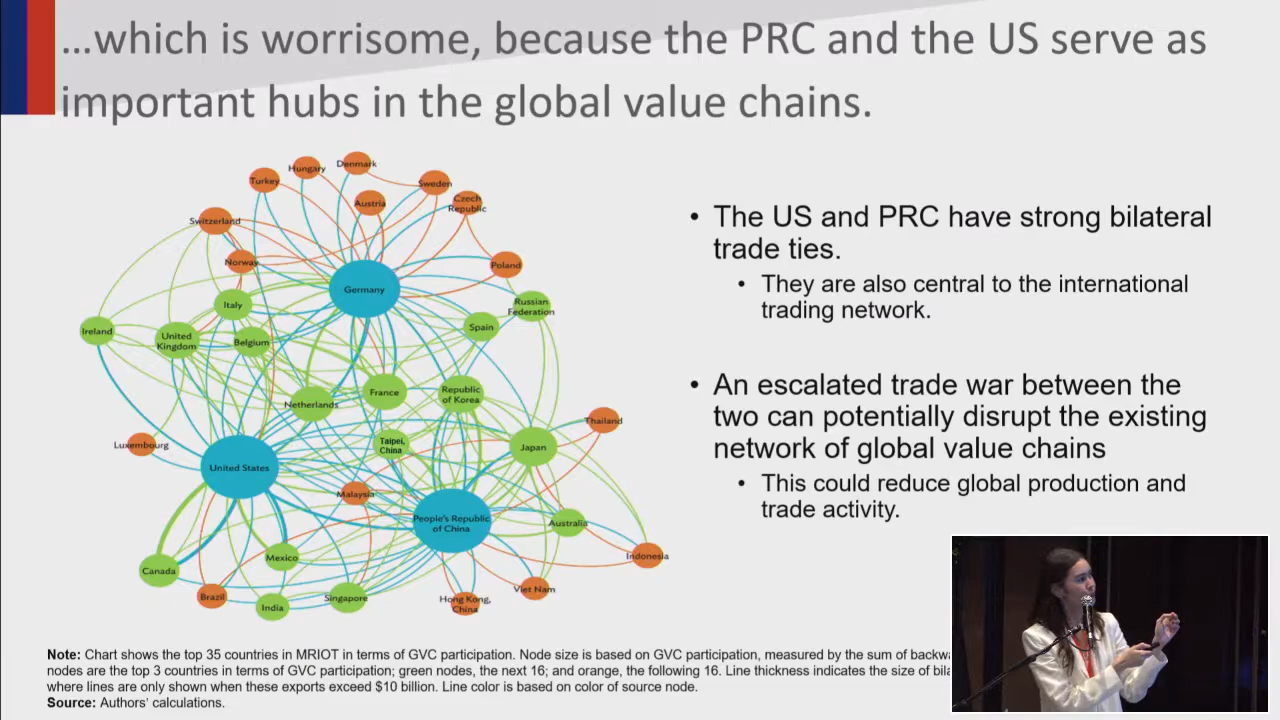 …which is worrisome, because the PRC and the US serve as
important hubs in the global value chains.
Denmark
Hungary
Turkey
Sweden
Austria
Czech
Republic
Switzerland
Norway
Poland
Germany
Italy
Russian
Federation
Ireland
United
Kingdom
Belgium
Spain
France
Republic
of Korea
Netherlands
Thailand
Luxembourg
Taipei,
China
Japan
United States
Malaysia
People's Republic
of China
Australia
Mexico
Indonesia
Canada
Brazil
India
Singapore
Hong Kong,
China
Viet Nam
• The US and PRC have strong bilateral
trade ties.
• They are also central to the international
trading network.
• An escalated trade war between the
two can potentially disrupt the existing
network of global value chains
• This could reduce global production and
trade activity.
Note: Chart shows the top 35 countries in MRIOT in terms of GVC participation. Node size is based on GVC participation, measured by the sum of
nodes are the top 3 countries in terms of GVC participation; green nodes, the next 16; and orange, the following 16. Line thickness indicates the size of
where lines are only shown when these exports exceed $10 billion. Line color is based on color of source node.
Source: Authors' calculations.